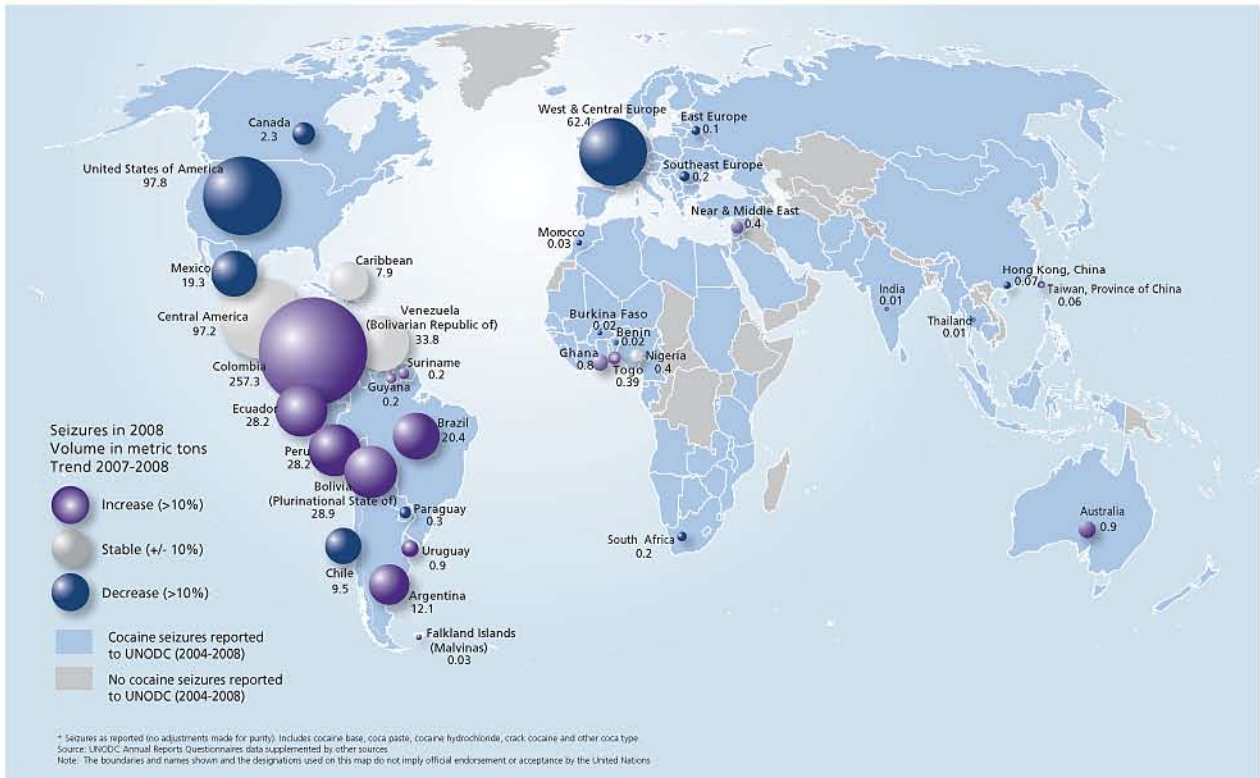 Canada
2.3
United States of America
97.8
Mexico
19.3
Caribbean
7.9
Central America
97.2
Venezuela
(Bolivarian Republic of)
33.8
Colombia
257.3
Suriname
0.2
Guyana
0.2
Ecuador
28.2
Brazil
20.4
Peru
28.2
Bolivia
(Plurinational State of)
28.9
Paraguay
0.3
Uruguay
0.9
Chile
9.5
Argentina
12.1
Falkland Islands
(Malvinas)
0.03
West & Central Europe
62.4
East Europe
0.1
Southeast Europe
0.2
Near & Middle East
0.4
Morocco
0.03
Burkina Faso
0.02
Benin
0.02
Ghana
0.8
Togo
0.39
Nigeria
0.4
South Africa
0.2
India
0.01
Thailand
0.01
Hong Kong, China
0.07
Taiwan, Province of China
0.06
Australia
0.9
Seizures in 2008
Volume in metric tons
Trend 2007-2008
Increase (>10%)
Stable (+/- 10%)
Decrease (>10%)
Cocaine seizures reported
to UNODC (2004-2008)
No cocaine seizures reported
to UNODC (2004-2008)
* Seizures as reported (no adjustments made for purity). Includes cocaine base, coca paste, cocaine hydrochloride, crack cocaine and other coca type.
Source: UNODC Annual Reports Questionnaires data supplemented by other sources
Note: The boundaries and names shown and the designations used on this map do not imply official endorsement or acceptance by the United Nations